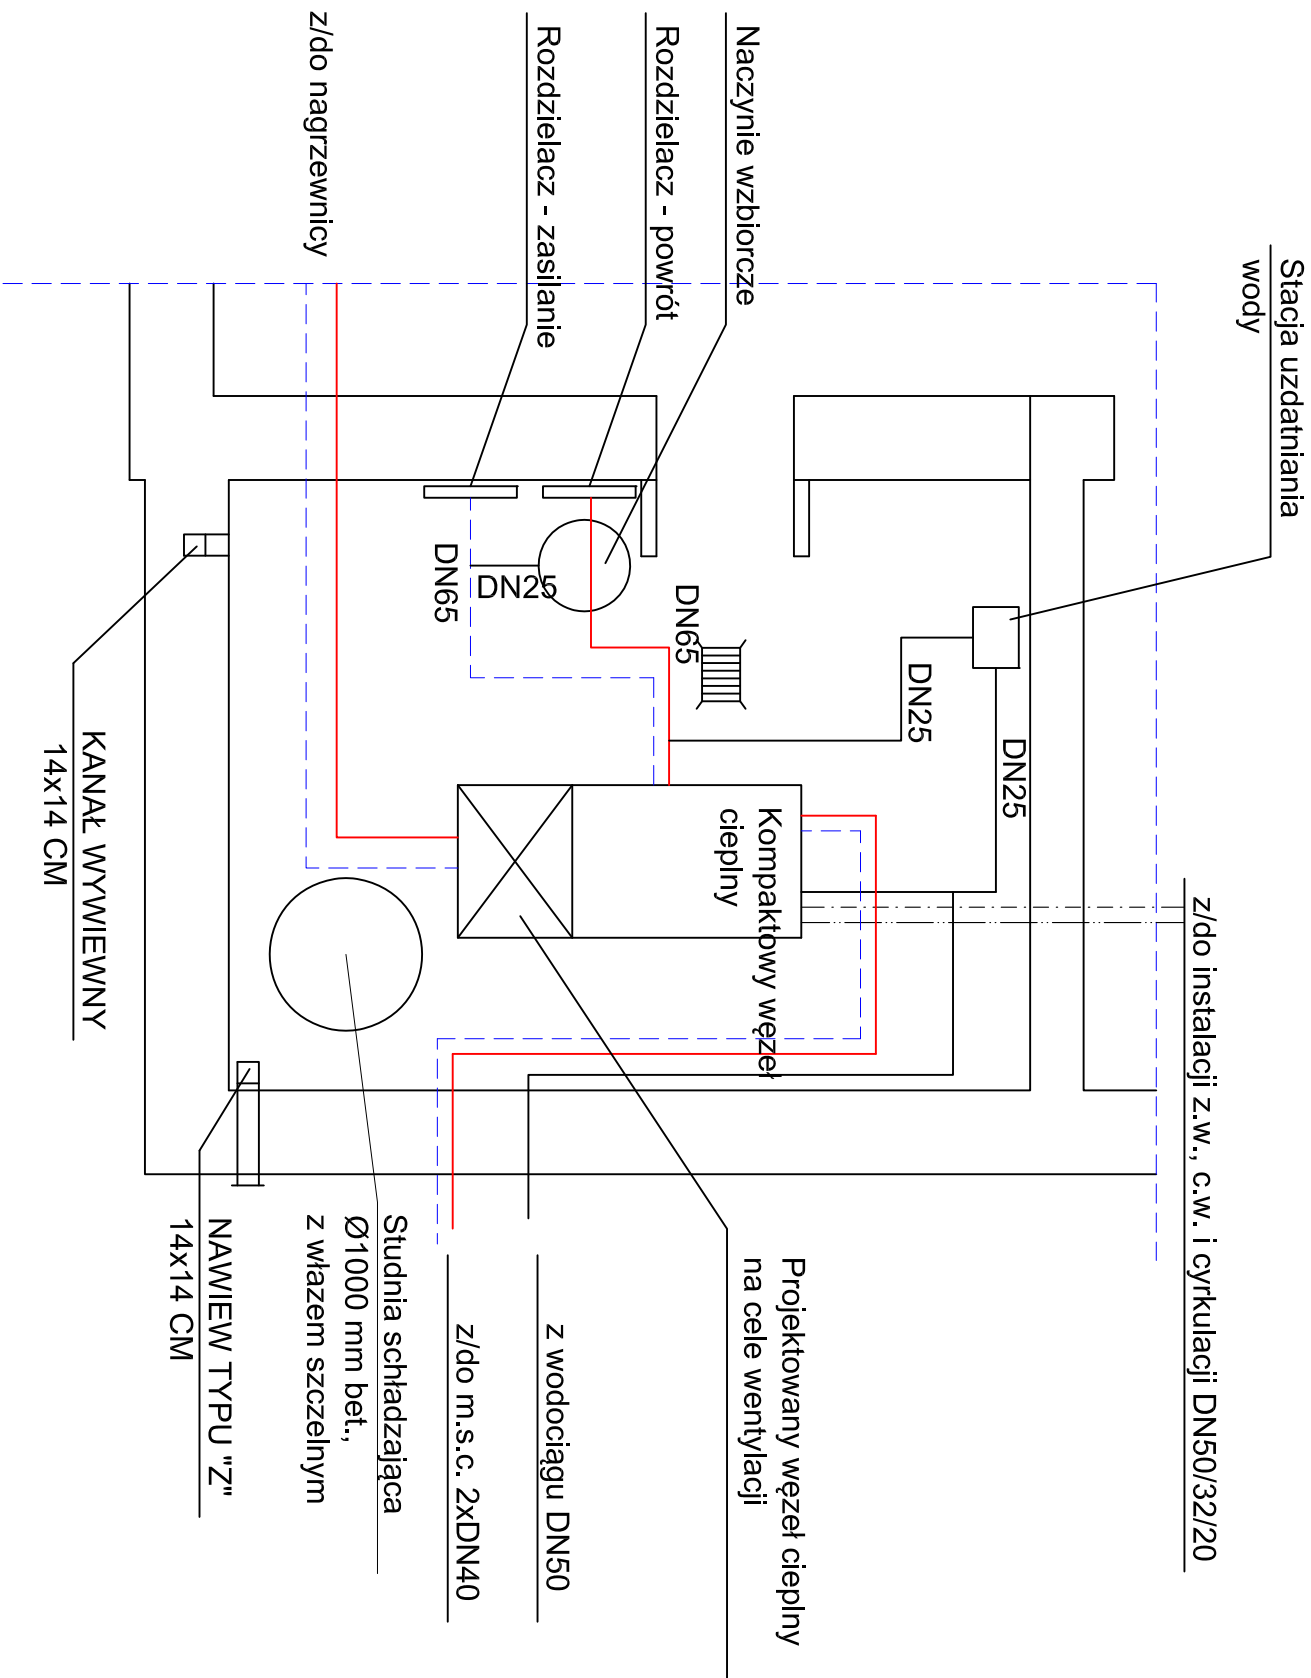 Stacja uzdatniania
wody
Naczynie wzbiorcze
Rozdzielacz - powrót
Rozdzielacz - zasilanie
z/do nagrzewnicy
DN25
DN25
DN65
DN25
DN65
Kompaktowy węzeł
cieplny
KANAŁ WYWIEWNY
14x14 CM
z/do instalacji z.w., c.w. i cyrkulacji DN50/32/20
Projektowany węzeł cieplny
na cele wentylacji
z wodociągu DN50
z/do m.s.c. 2xDN40
Studnia schładzająca
Ø1000 mm bet.,
z włazem szczelnym
NAWIEW TYPU "Z"
14x14 CM